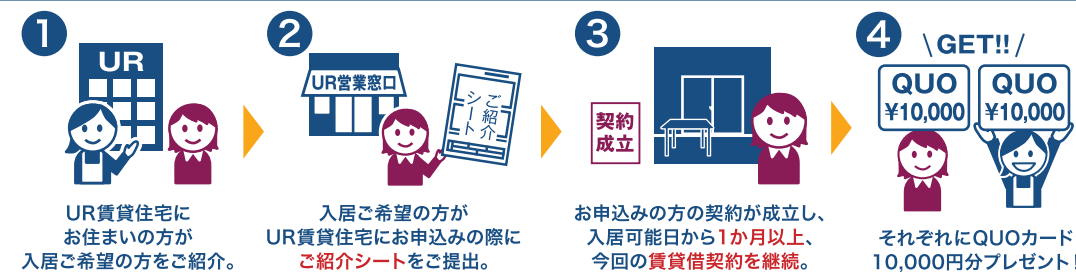 1
UR
UR賃貸住宅に
お住まいの方が
入居ご希望の方をご紹介。
2
UR営業窓口
ご紹介
シート
入居ご希望の方が
UR賃貸住宅にお申込みの際に
ご紹介シートをご提出。
3
契約
成立
お申込みの方の契約が成立し、
入居可能日から1か月以上、
今回の賃貸借契約を継続。
4
\ GET!! /
QUO
¥10,000
QUO
¥10,000
それぞれにQUOカード
10,000円分プレゼント!